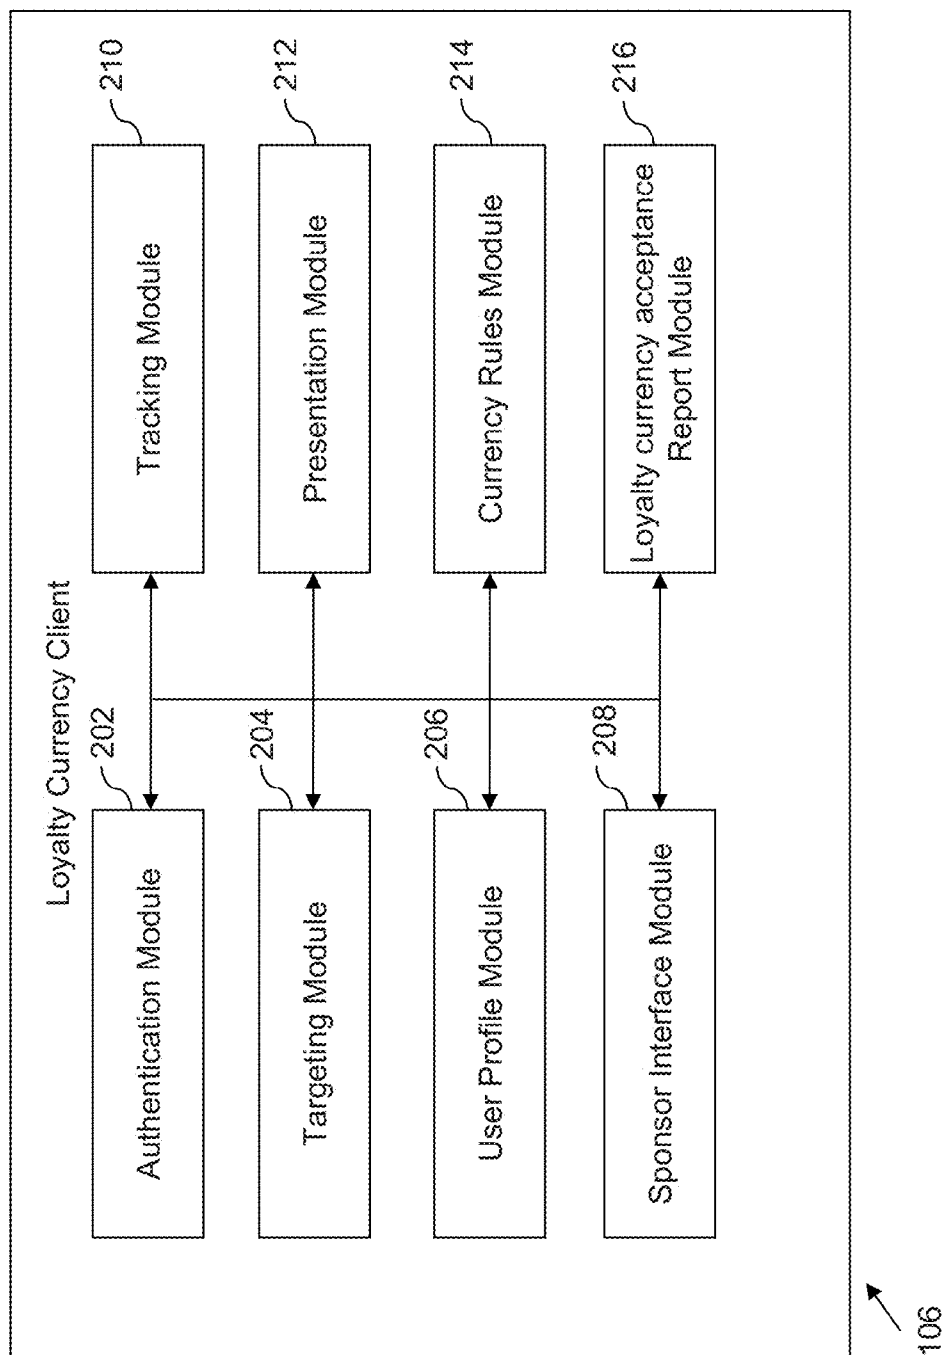 Loyalty Currency Client
202
210
Authentication Module
Tracking Module
204
212
Targeting Module
Presentation Module
206
214
User Profile Module
Currency Rules Module
208
216
Sponsor Interface Module
Loyalty currency acceptance
Report Module
106